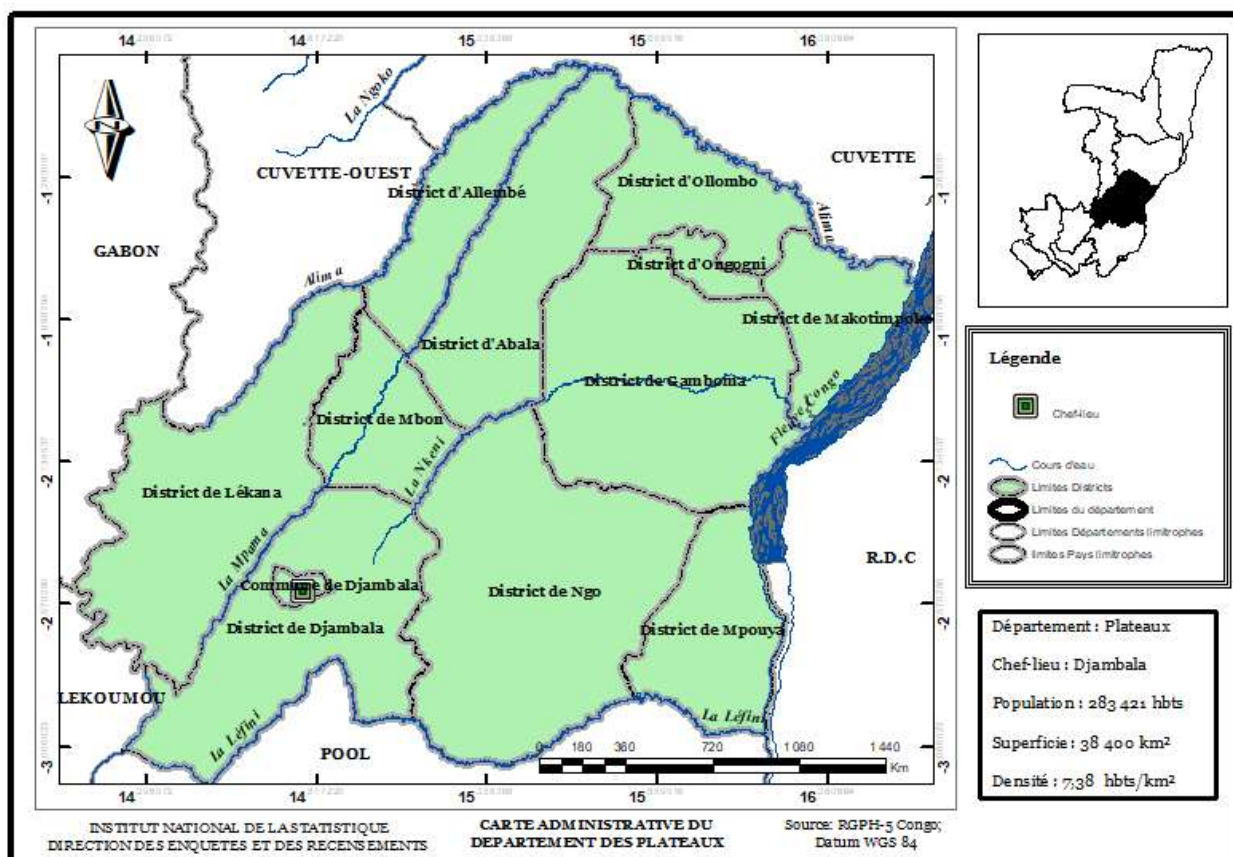 14 14 15 15 16
La Ngoko
CUVETTE-OUEST
CUVETTE
District d'Allembé
District d'Ollombo
Alima
GABON
District d'Ongogni
Alima
District de Makotimpoko
District d'Abala
District de Gamboma
Fleuve Congo
District de Mbon
La Nkeni
District de Lékana
La Mpama
R.D.C
Commune de Djambala
District de Ngo
District de Djambala
District de Mpouya
LEKOUMOU
La Léfini
La Léfini
POOL
0 180 360 720 1 080 1 440
Km
-1
-1
-2
-2
-3
-1
-1
-2
-2
-3
14 14 15 15 16
INSTITUT NATIONAL DE LA STATISTIQUE
DIRECTION DES ENQUETES ET DES RECENSEMENTS
CARTE ADMINISTRATIVE DU
DEPARTEMENT DES PLATEAUX
Source: RGPH-5 Congo;
Datum WGS 84
Légende
Chef-lieu
Cours d'eau
Limites Districts
Limites du département
Limites Départements limitrophes
imites Pays limitrophes
Département : Plateaux
Chef-lieu : Djambala
Population : 283 421 hbts
Superficie : 38 400 km²
Densité : 7,38 hbts/km²